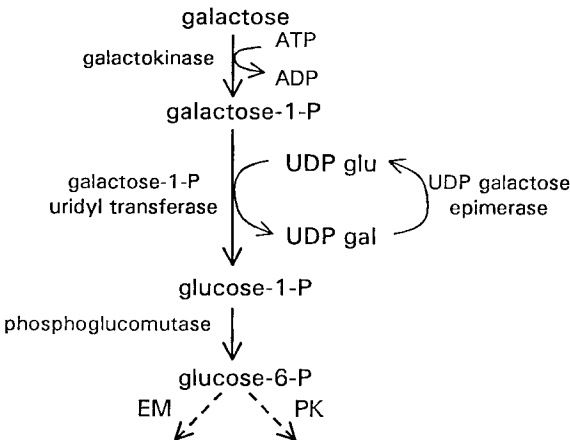 galactose
galactokinase
ATP
ADP
galactose-1-P
galactose-1-P
uridyl transferase
UDP glu
UDP gal
UDP galactose
epimerase
glucose-1-P
phosphoglucomutase
glucose-6-P
EM
PK